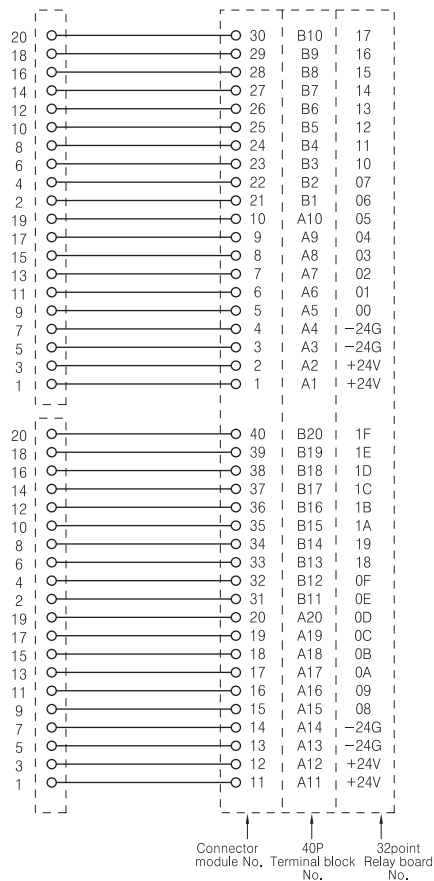 20 30 B10 17
18 29 B9 16
16 28 B8 15
14 27 B7 14
12 26 B6 13
10 25 B5 12
8 24 B4 11
6 23 B3 10
4 22 B2 07
2 21 B1 06
19 10 A10 05
17 9 A9 04
15 8 A8 03
13 7 A7 02
11 6 A6 01
9 5 A5 00
7 4 A4 -24G
5 3 A3 -24G
3 2 A2 +24V
1 1 A1 +24V
20 40 B20 1F
18 39 B19 1E
16 38 B18 1D
14 37 B17 1C
12 36 B16 1B
10 35 B15 1A
8 34 B14 19
6 33 B13 18
4 32 B12 0F
2 31 B11 0E
19 20 A20 0D
17 19 A19 0C
15 18 A18 0B
13 17 A17 0A
11 16 A16 09
9 15 A15 08
7 14 A14 -24G
5 13 A13 -24G
3 12 A12 +24V
1 11 A11 +24V
Connector 40P 32point
module No. Terminal block Relay board
No. No.